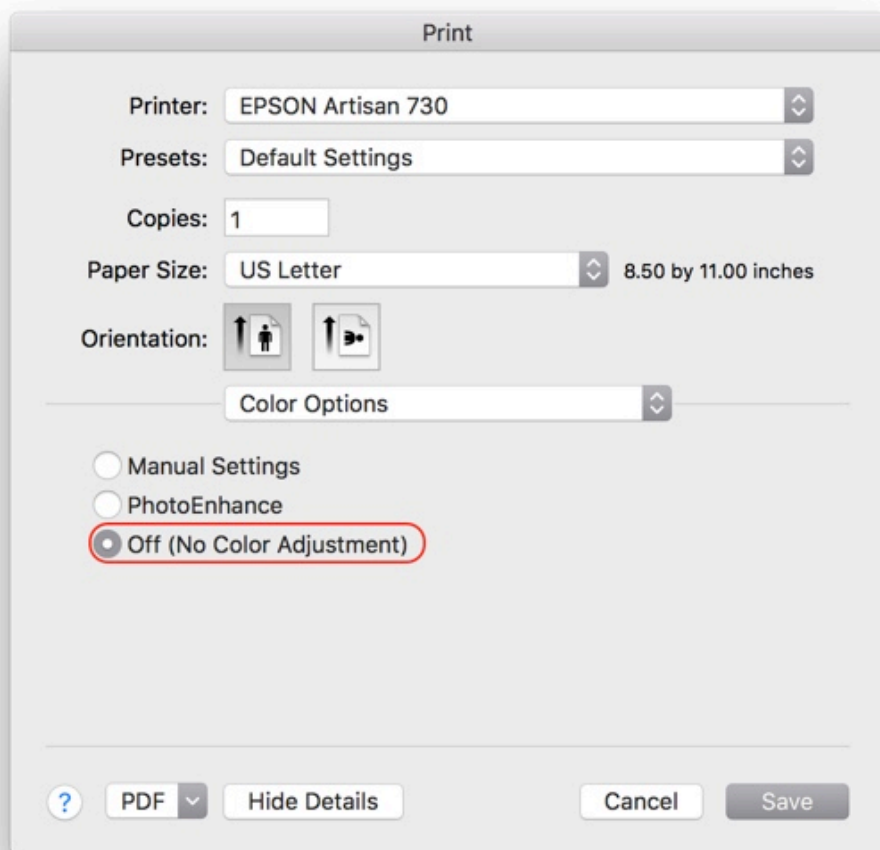 Print
Printer: EPSON Artisan 730
Presets: Default Settings
Copies: 1
Paper Size: US Letter 8.50 by 11.00 inches
Orientation:
Color Options
Manual Settings
PhotoEnhance
Off (No Color Adjustment)
? PDF Hide Details Cancel Save